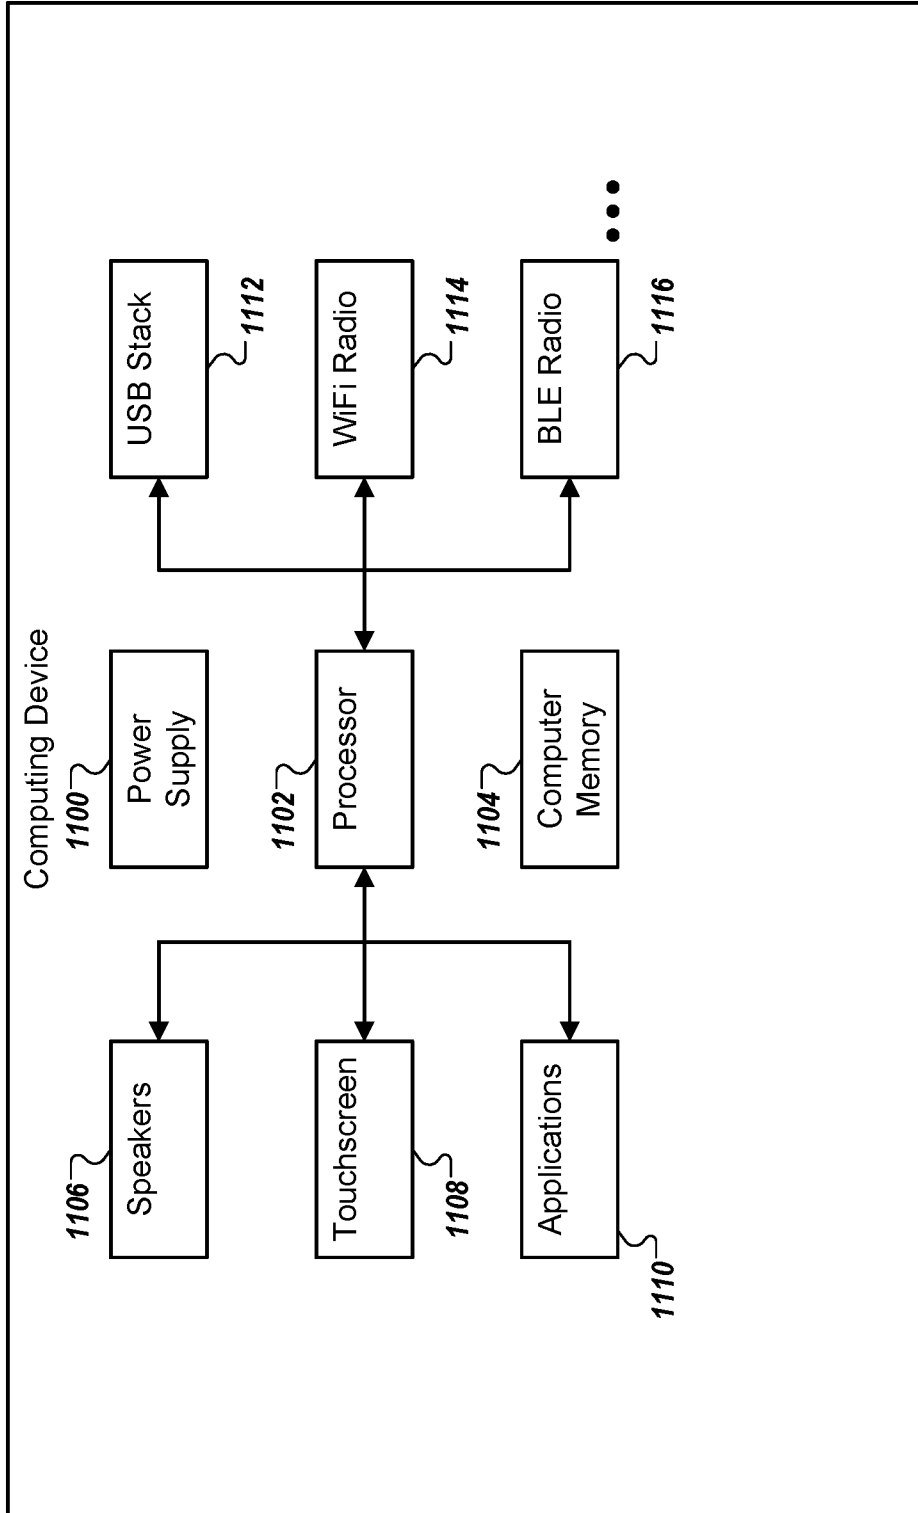 Computing Device
1106
Speakers
1100
Power
Supply
USB Stack
1112
Touchscreen
1108
1102
Processor
WiFi Radio
1114
Applications
1110
1104
Computer
Memory
BLE Radio
1116